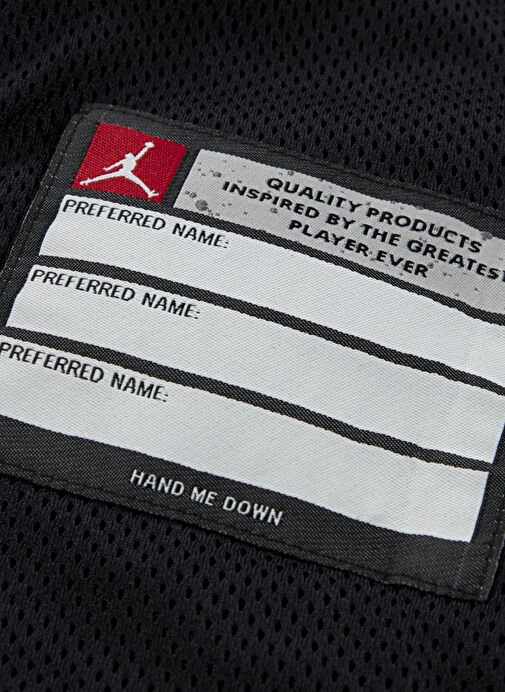 QUALITY PRODUCTS
INSPIRED BY THE GREATEST
PLAYER EVER
PREFERRED NAME:
PREFERRED NAME:
PREFERRED NAME:
HAND ME DOWN